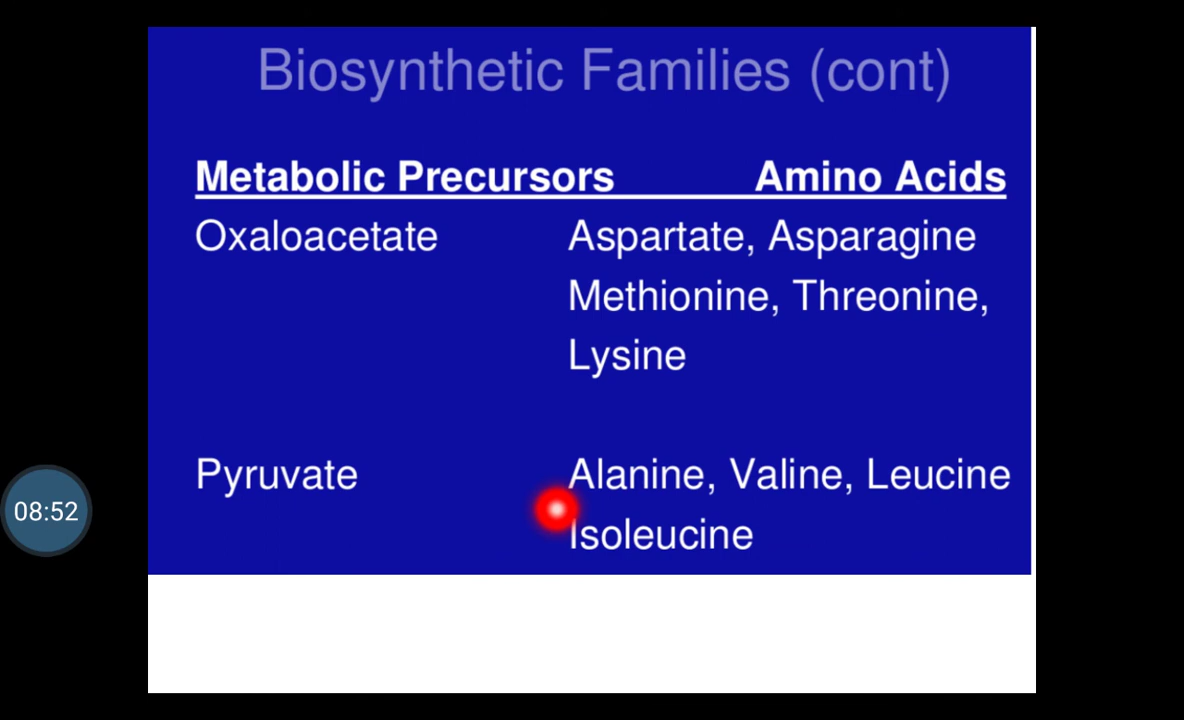 Biosynthetic Families (cont)
Metabolic Precursors Amino Acids
Oxaloacetate Aspartate, Asparagine
Methionine, Threonine,
Lysine
Pyruvate Alanine, Valine, Leucine
Isoleucine
08:52